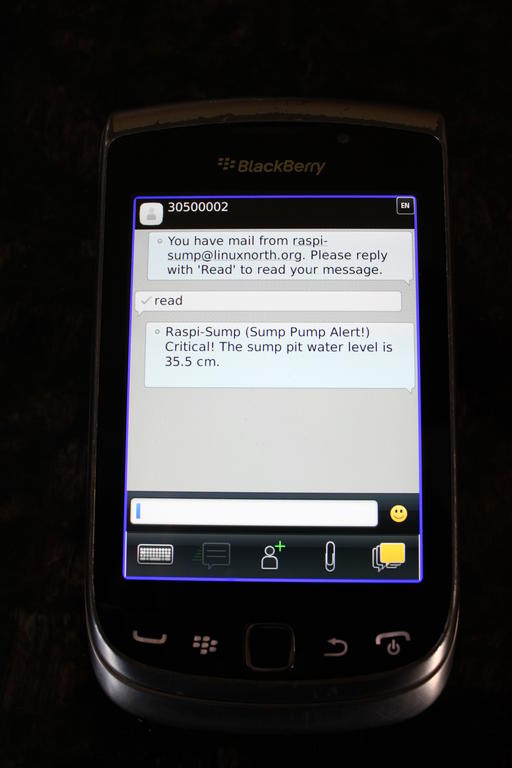 BlackBerry
30500002
EN
You have mail from raspi-
sump@linuxnorth.org. Please reply
with 'Read' to read your message.
read
Raspi-Sump (Sump Pump Alert!)
Critical! The sump pit water level is
35.5 cm.